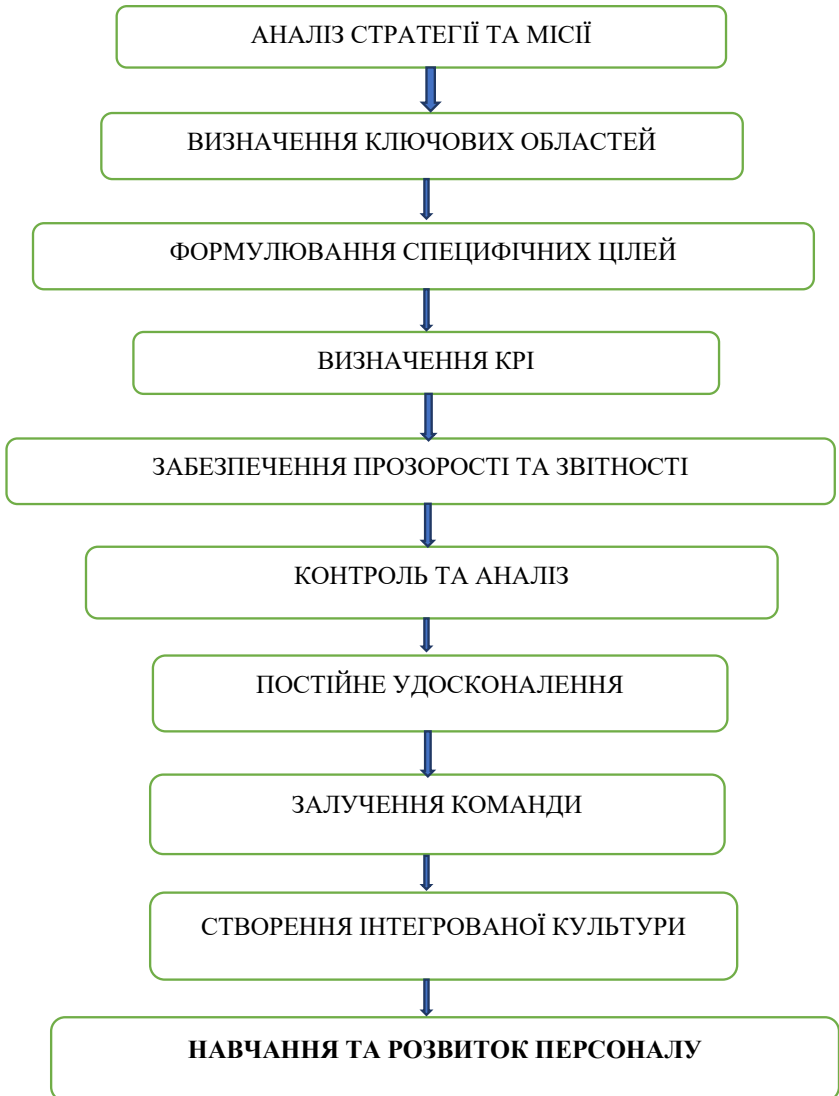 АНАЛІЗ СТРАТЕГІЇ ТА МІСІЇ
ВИЗНАЧЕННЯ КЛЮЧОВИХ ОБЛАСТЕЙ
ФОРМУЛЮВАННЯ СПЕЦИФІЧНИХ ЦІЛЕЙ
ВИЗНАЧЕННЯ КРІ
ЗАБЕЗПЕЧЕННЯ ПРОЗОРОСТІ ТА ЗВІТНОСТІ
КОНТРОЛЬ ТА АНАЛІЗ
ПОСТІЙНЕ УДОСКОНАЛЕННЯ
ЗАЛУЧЕННЯ КОМАНДИ
СТВОРЕННЯ ІНТЕГРОВАНОЇ КУЛЬТУРИ
НАВЧАННЯ ТА РОЗВИТОК ПЕРСОНАЛУ